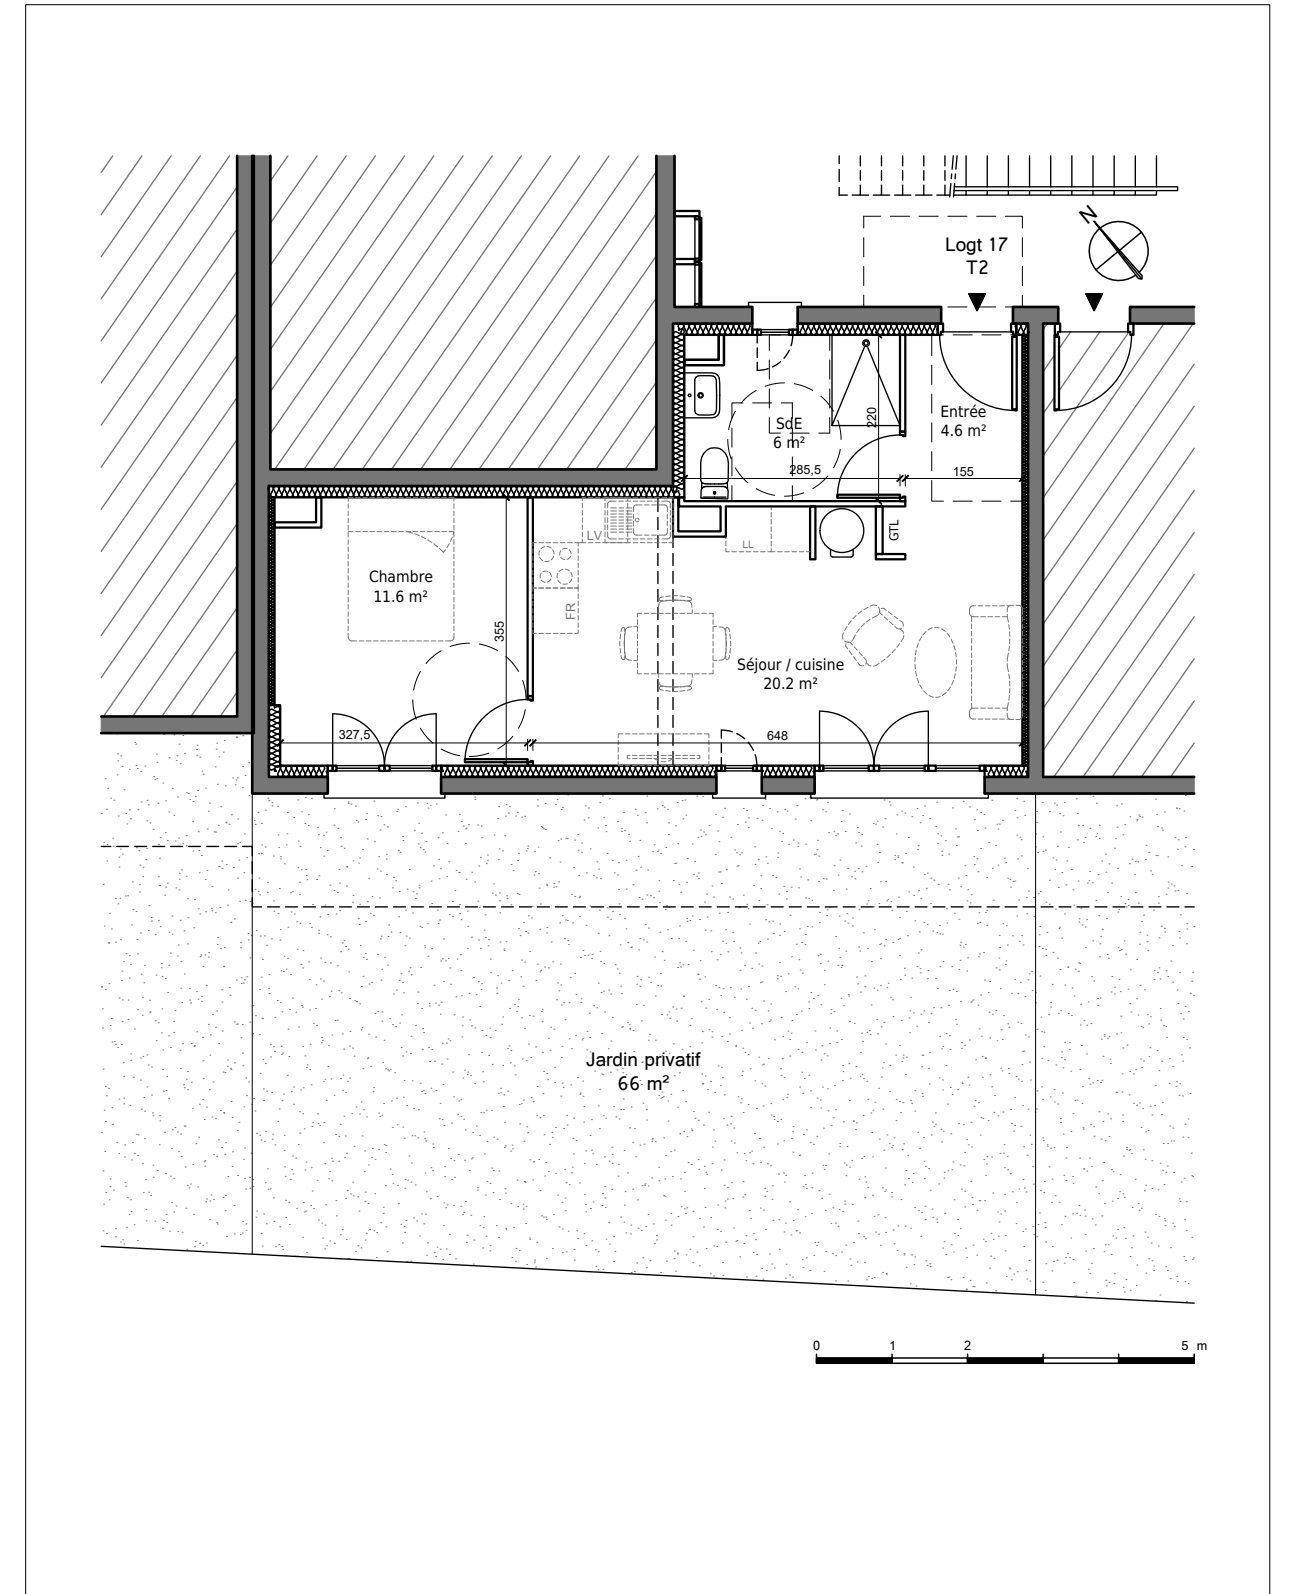 N
Logt 17
T2
Entrée
4.6 m²
SdE
6 m²
220
285,5
155
GTL
LV
LL
FR
Chambre
11.6 m²
355
Séjour / cuisine
20.2 m²
327,5
648
Jardin privatif
66 m²
0 1 2 5 m